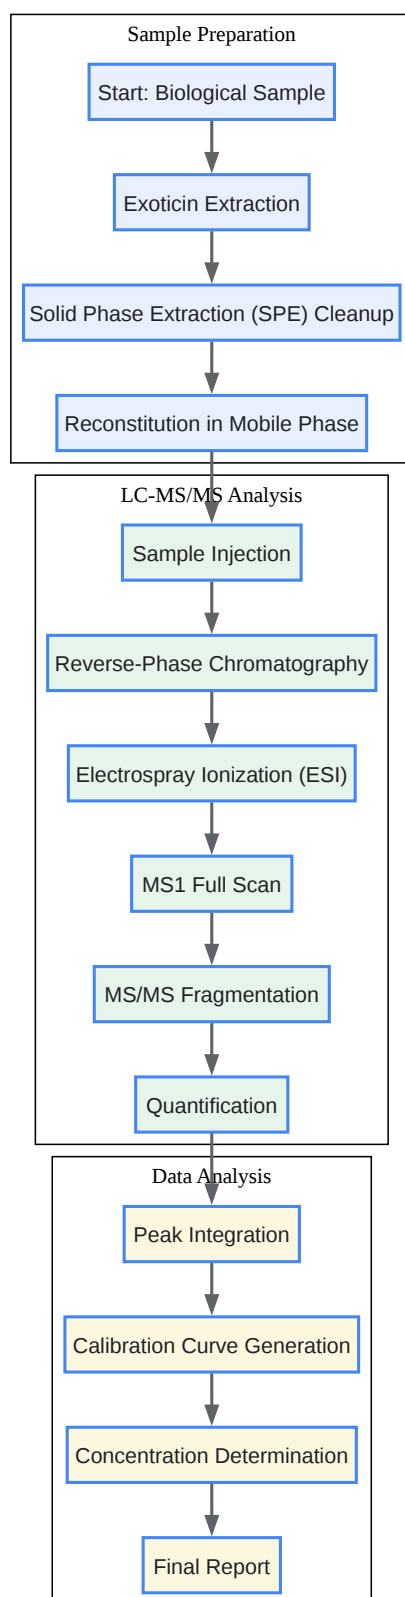 Sample Preparation
Start: Biological Sample
Exoticin Extraction
Solid Phase Extraction (SPE) Cleanup
Reconstitution in Mobile Phase
LC-MS/MS Analysis
Sample Injection
Reverse-Phase Chromatography
Electrospray Ionization (ESI)
MS1 Full Scan
MS/MS Fragmentation
Quantification
Data Analysis
Peak Integration
Calibration Curve Generation
Concentration Determination
Final Report